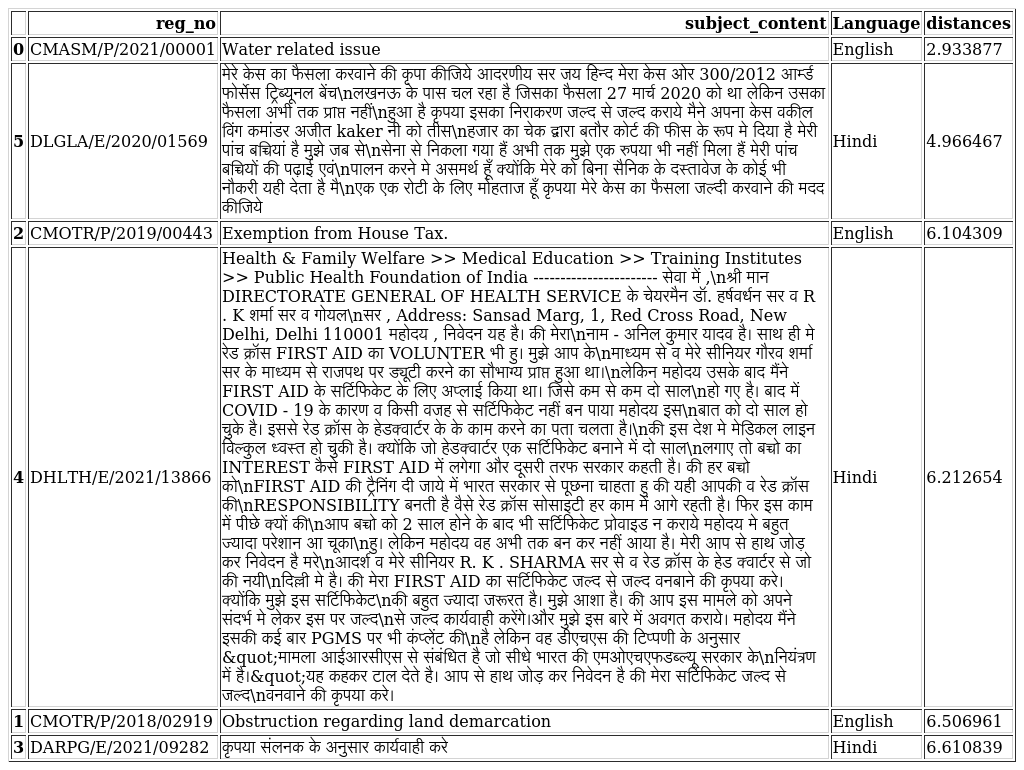 reg_no subject_content Language distances
0 CMASM/P/2021/00001 Water related issue English 2.933877
मेरे केस का फैसला करवाने की कृपा कीजिये आदरणीय सर जय हिन्द मेरा केस ओर 300/2012 आर्म्ड
फोर्सेस ट्रिब्यूनल बेंच\nलखनऊ के पास चल रहा है जिसका फैसला 27 मार्च 2020 को था लेकिन उसका
फैसला अभी तक प्राप्त नहीं\nहुआ है कृपया इसका निराकरण जल्द से जल्द कराये मैने अपना केस वकील
विंग कमांडर अजीत kaker नी को तीस\nहजार का चेक द्वारा बतौर कोर्ट की फीस के रूप मे दिया है मेरी
5 DLGLA/E/2020/01569 पांच बचियां है मुझे जब से\nसेना से निकला गया हैं अभी तक मुझे एक रुपया भी नहीं मिला हैं मेरी पांच Hindi 4.966467
बचियों की पढ़ाई एवं\nपालन करने मे असमर्थ हूँ क्योंकि मेरे को बिना सैनिक के दस्तावेज के कोई भी
नौकरी यही देता है मै\nएक एक रोटी के लिए मोहताज हूँ कृपया मेरे केस का फैसला जल्दी करवाने की मदद
कीजिये
2 CMOTR/P/2019/00443 Exemption from House Tax. English 6.104309
Health & Family Welfare >> Medical Education >> Training Institutes
>> Public Health Foundation of India ----------------------- सेवा में ,\nश्री मान
DIRECTORATE GENERAL OF HEALTH SERVICE के चेयरमैन डॉ. हर्षवर्धन सर व R
. K शर्मा सर व गोयल\nसर , Address: Sansad Marg, 1, Red Cross Road, New
Delhi, Delhi 110001 महोदय , निवेदन यह है। की मेरा\nनाम - अनिल कुमार यादव है। साथ ही मे
रेड क्रॉस FIRST AID का VOLUNTER भी हु। मुझे आप के\nमाध्यम से व मेरे सीनियर गौरव शर्मा
सर के माध्यम से राजपथ पर ड्यूटी करने का सौभाग्य प्राप्त हुआ था।\nलेकिन महोदय उसके बाद मैंने
FIRST AID के सर्टिफिकेट के लिए अप्लाई किया था। जिसे कम से कम दो साल\nहो गए है। बाद में
COVID - 19 के कारण व किसी वजह से सर्टिफिकेट नहीं बन पाया महोदय इस\nबात को दो साल हो
चुके है। इससे रेड क्रॉस के हेडक्वार्टर के के काम करने का पता चलता है।\nकी इस देश मे मेडिकल लाइन
विल्कुल ध्वस्त हो चुकी है। क्योंकि जो हेडक्वार्टर एक सर्टिफिकेट बनाने में दो साल\nलगाए तो बच्चो का
4 DHLTH/E/2021/13866 INTEREST कैसे FIRST AID में लगेगा और दूसरी तरफ सरकार कहती है। की हर बच्चो Hindi 6.212654
को\nFIRST AID की ट्रैनिंग दी जाये में भारत सरकार से पूछना चाहता हु की यही आपकी व रेड क्रॉस
की\nRESPONSIBILITY बनती है वैसे रेड क्रॉस सोसाइटी हर काम में आगे रहती है। फिर इस काम
में पीछे क्यों की\nआप बच्चो को 2 साल होने के बाद भी सर्टिफिकेट प्रोवाइड न कराये महोदय मे बहुत
ज्यादा परेशान आ चूका\nहु। लेकिन महोदय वह अभी तक बन कर नहीं आया है। मेरी आप से हाथ जोड़
कर निवेदन है मरे\nआदर्श व मेरे सीनियर R. K . SHARMA सर से व रेड क्रॉस के हेड क्वार्टर से जो
की नयी\nदिल्ली मे है। की मेरा FIRST AID का सर्टिफिकेट जल्द से जल्द वनबाने की कृपया करे।
क्योंकि मुझे इस सर्टिफिकेट\nकी बहुत ज्यादा जरूरत है। मुझे आशा है। की आप इस मामले को अपने
संदर्भ मे लेकर इस पर जल्द\nसे जल्द कार्यवाही करेंगे।और मुझे इस बारे में अवगत कराये। महोदय मैंने
इसकी कई बार PGMS पर भी कंप्लेंट की\nहै लेकिन वह डीएचएस की टिप्पणी के अनुसार
&quot;मामला आईआरसीएस से संबंधित है जो सीधे भारत की एमओएचएफडब्ल्यू सरकार के\nनियंत्रण
में है।&quot;यह कहकर टाल देते है। आप से हाथ जोड़ कर निवेदन है की मेरा सर्टिफिकेट जल्द से
जल्द\nवनवाने की कृपया करे।
1 CMOTR/P/2018/02919 Obstruction regarding land demarcation English 6.506961
3 DARPG/E/2021/09282 कृपया संलनक के अनुसार कार्यवाही करे Hindi 6.610839